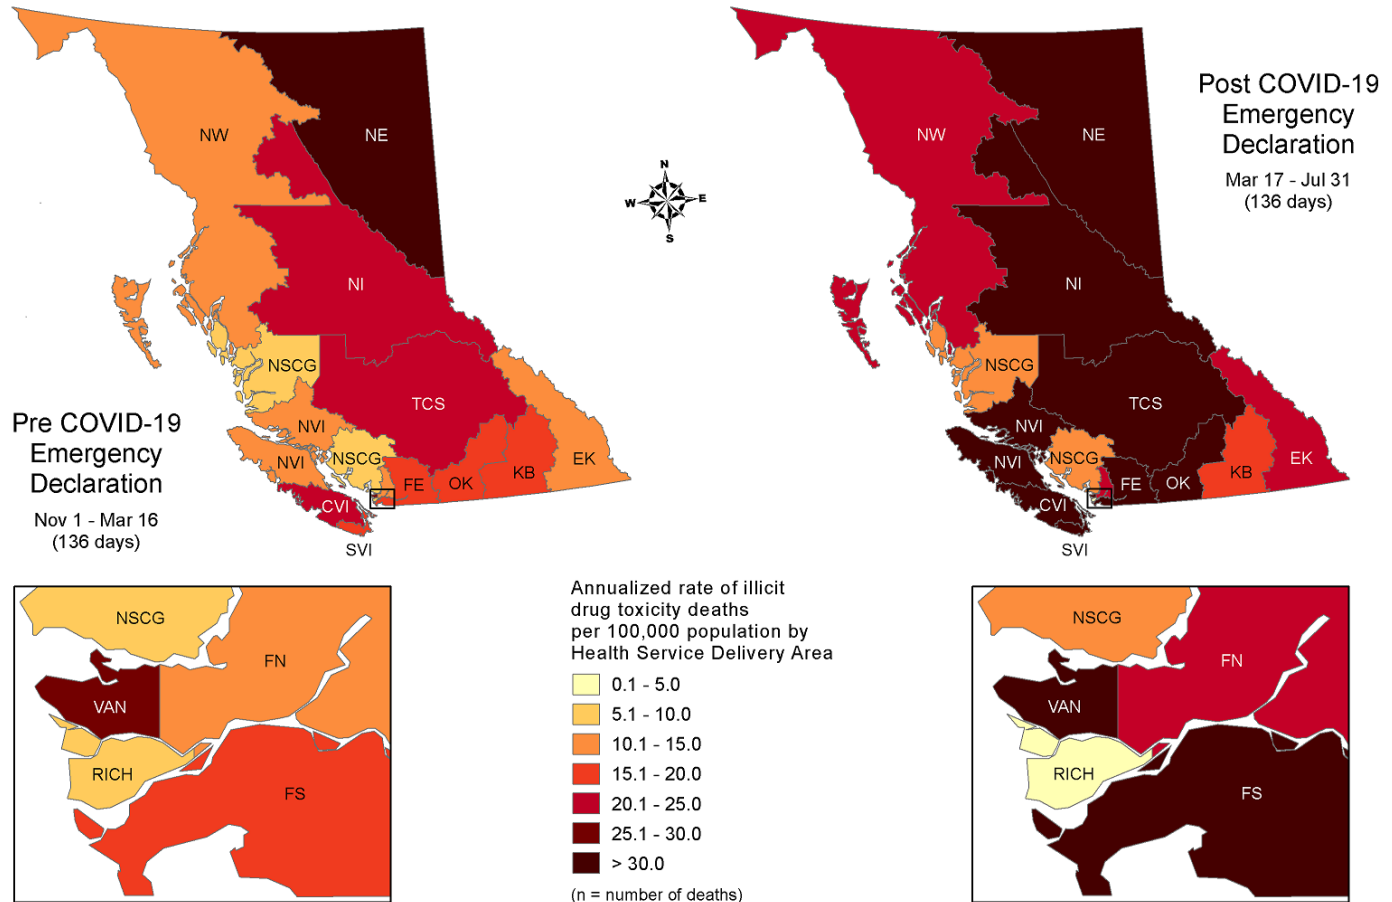 NW
NE
NI
NSCG
TCS
NVI
NVI
NSCG
FE
OK
KB
EK
CVI
SVI
Pre COVID-19
Emergency
Declaration
Nov 1 - Mar 16
(136 days)
N
W
E
S
NW
NE
NI
NSCG
TCS
NVI
NVI
NSCG
FE
OK
KB
EK
CVI
SVI
Post COVID-19
Emergency
Declaration
Mar 17 - Jul 31
(136 days)
NSCG
FN
VAN
RICH
FS
Annualized rate of illicit
drug toxicity deaths
per 100,000 population by
Health Service Delivery Area
0.1 - 5.0
5.1 - 10.0
10.1 - 15.0
15.1 - 20.0
20.1 - 25.0
25.1 - 30.0
> 30.0
(n = number of deaths)
NSCG
FN
VAN
RICH
FS